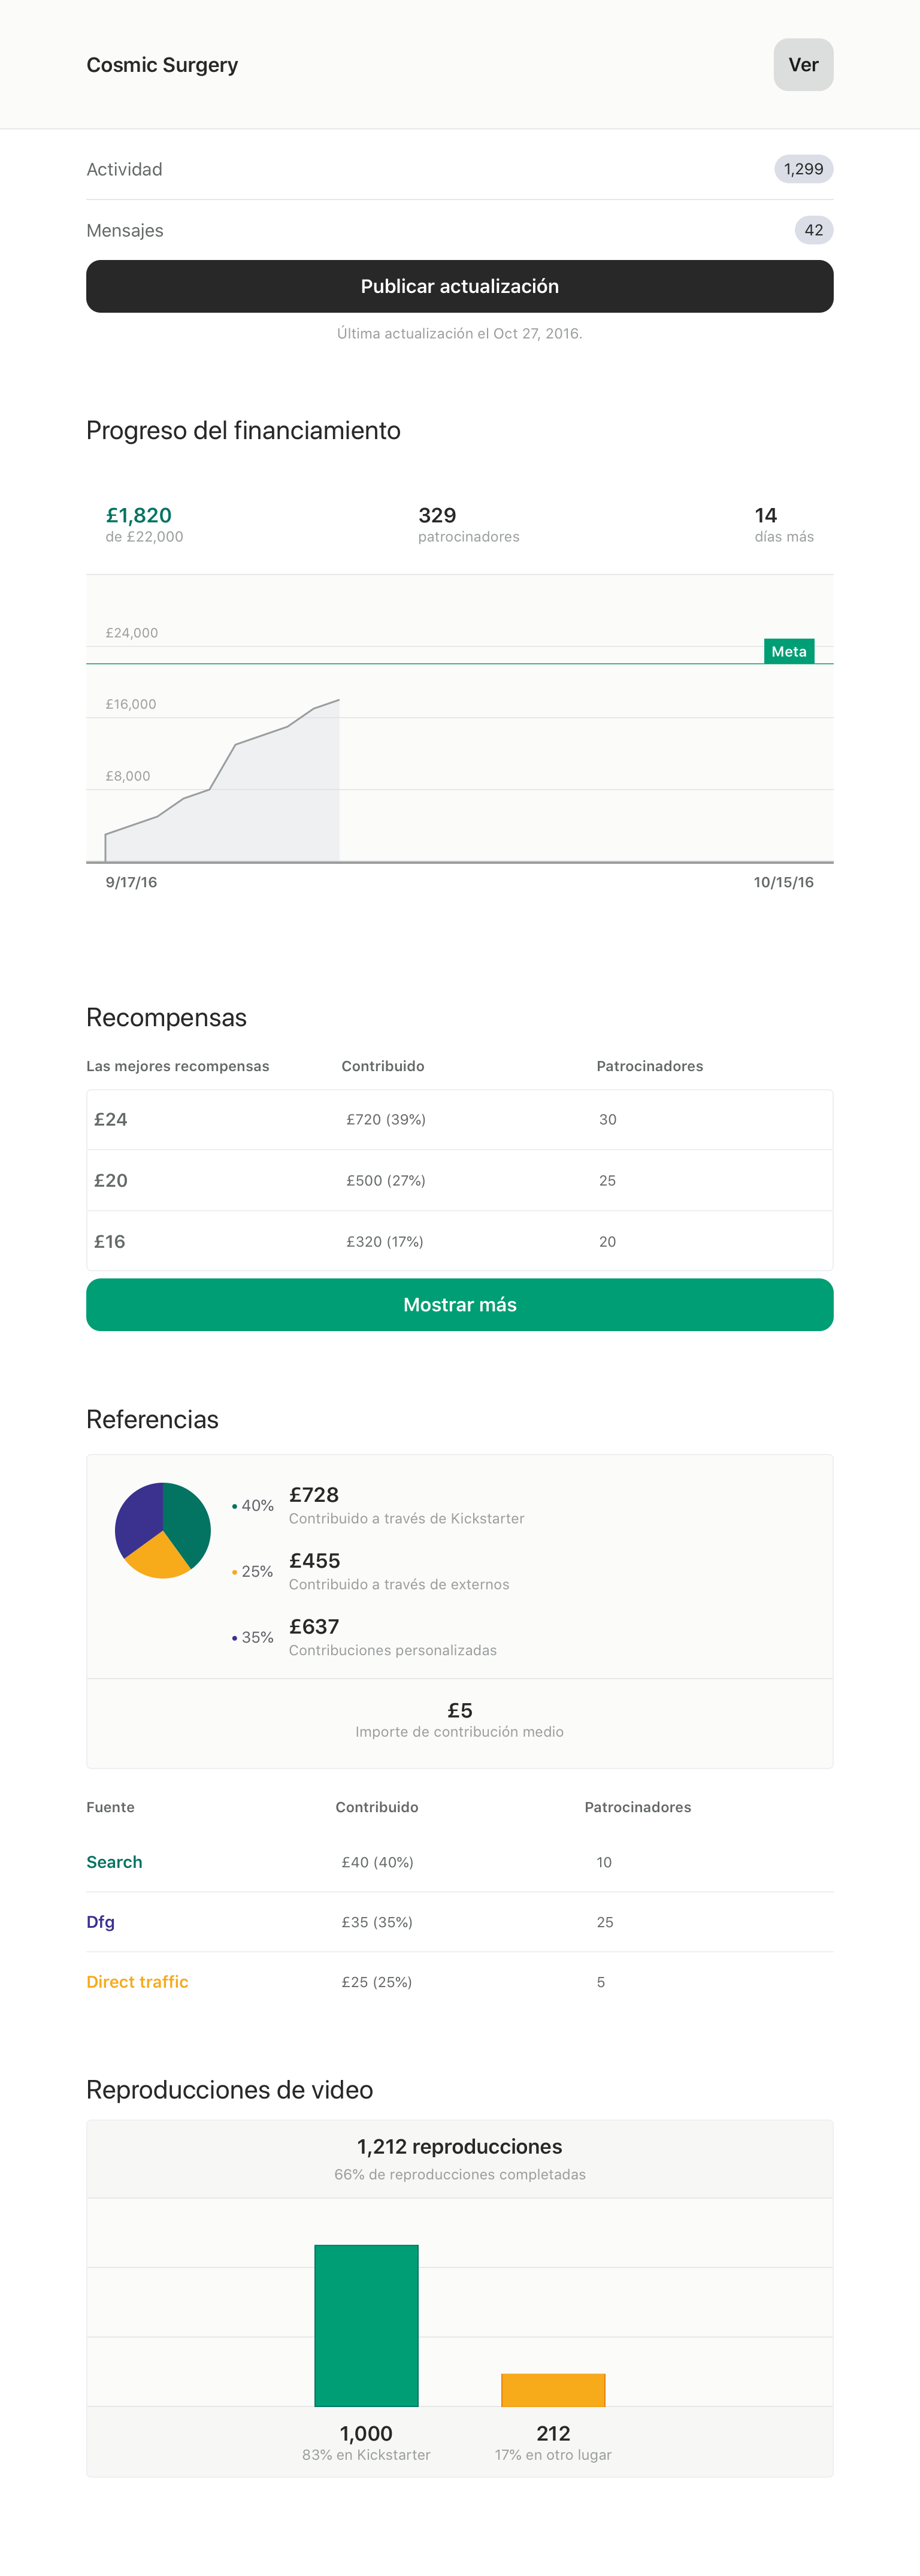 Cosmic Surgery
Ver
Actividad
1,299
Mensajes
42
Publicar actualización
Última actualización el Oct 27, 2016.
Progreso del financiamiento
£1,820
de £22,000
329
patrocinadores
14
días más
£24,000
Meta
£16,000
£8,000
9/17/16
10/15/16
Recompensas
Las mejores recompensas
Contribuido
Patrocinadores
£24
£720 (39%)
30
£20
£500 (27%)
25
£16
£320 (17%)
20
Mostrar más
Referencias
• 40%
£728
Contribuido a través de Kickstarter
• 25%
£455
Contribuido a través de externos
• 35%
£637
Contribuciones personalizadas
£5
Importe de contribución medio
Fuente
Contribuido
Patrocinadores
Search
£40 (40%)
10
Dfg
£35 (35%)
25
Direct traffic
£25 (25%)
5
Reproducciones de video
1,212 reproducciones
66% de reproducciones completadas
1,000
83% en Kickstarter
212
17% en otro lugar